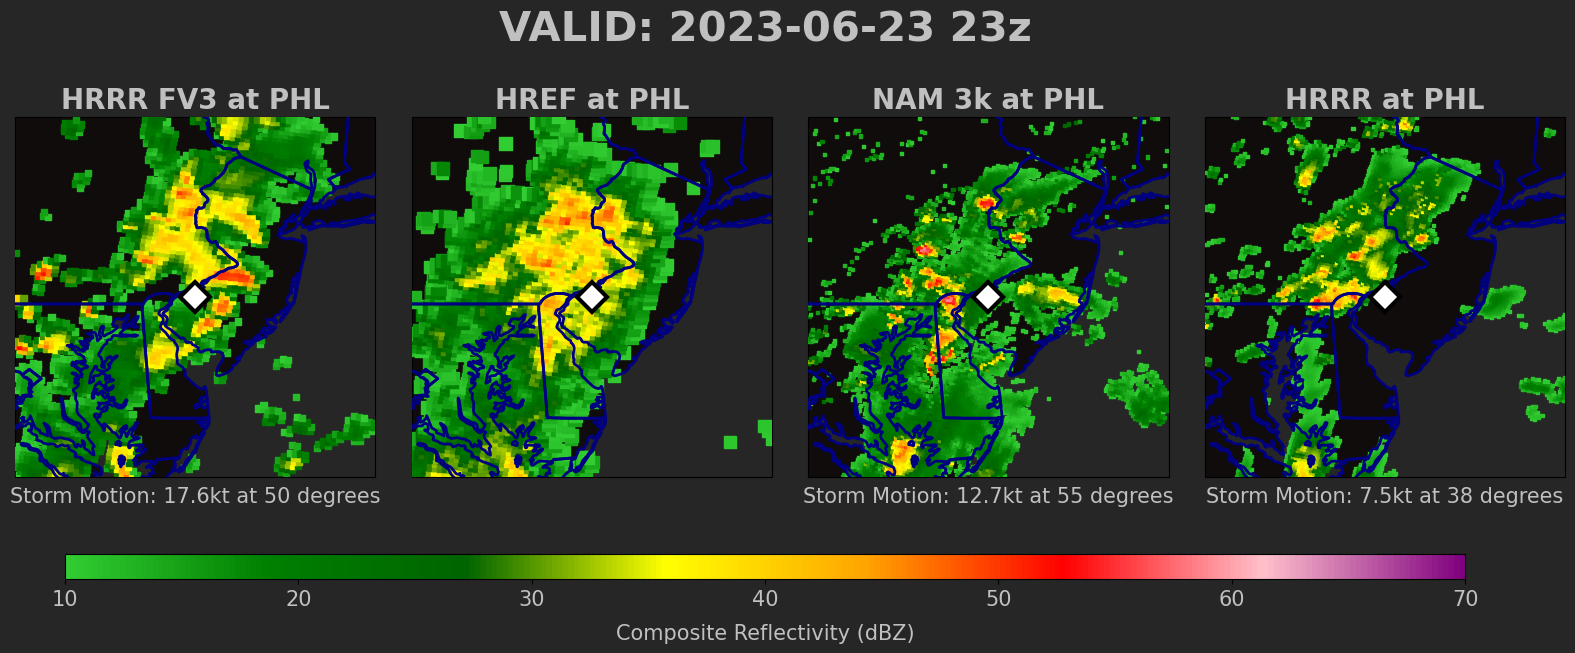 VALID: 2023-06-23 23z
HRRR FV3 at PHL
HREF at PHL
NAM 3k at PHL
HRRR at PHL
Storm Motion: 17.6kt at 50 degrees
Storm Motion: 12.7kt at 55 degrees
Storm Motion: 7.5kt at 38 degrees
10 20 30 40 50 60 70
Composite Reflectivity (dBZ)